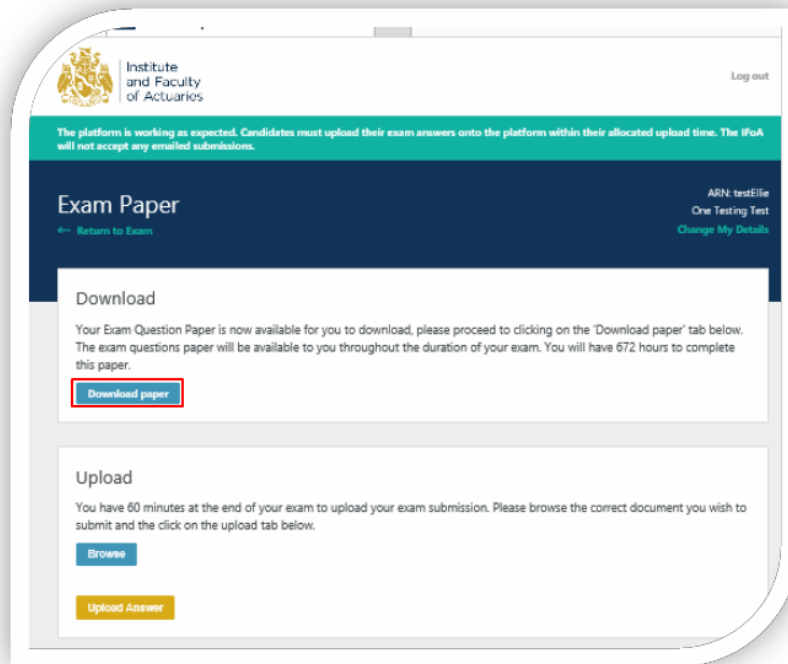 Institute
and Faculty
of Actuaries
Log out
The platform is working as expected. Candidates must upload their exam answers onto the platform within their allocated upload time. The IFoA
will not accept any emailed submissions.
Exam Paper
ARN: testEllie
One Testing Test
← Return to Exam
Change My Details
Download
Your Exam Question Paper is now available for you to download, please proceed to clicking on the 'Download paper' tab below.
The exam questions paper will be available to you throughout the duration of your exam. You will have 672 hours to complete
this paper.
Download paper
Upload
You have 60 minutes at the end of your exam to upload your exam submission. Please browse the correct document you wish to
submit and the click on the upload tab below.
Browse
Upload Answer